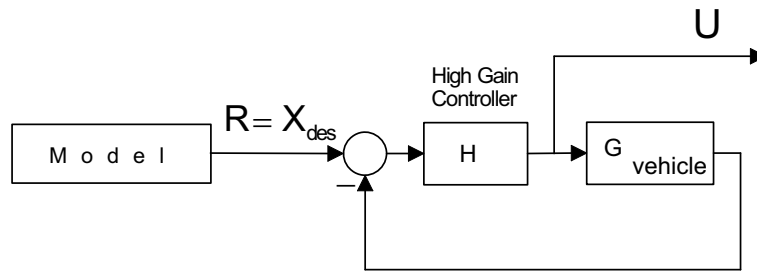 U
High Gain
Controller
R= X des
M o d e l
H
G
vehicle
−